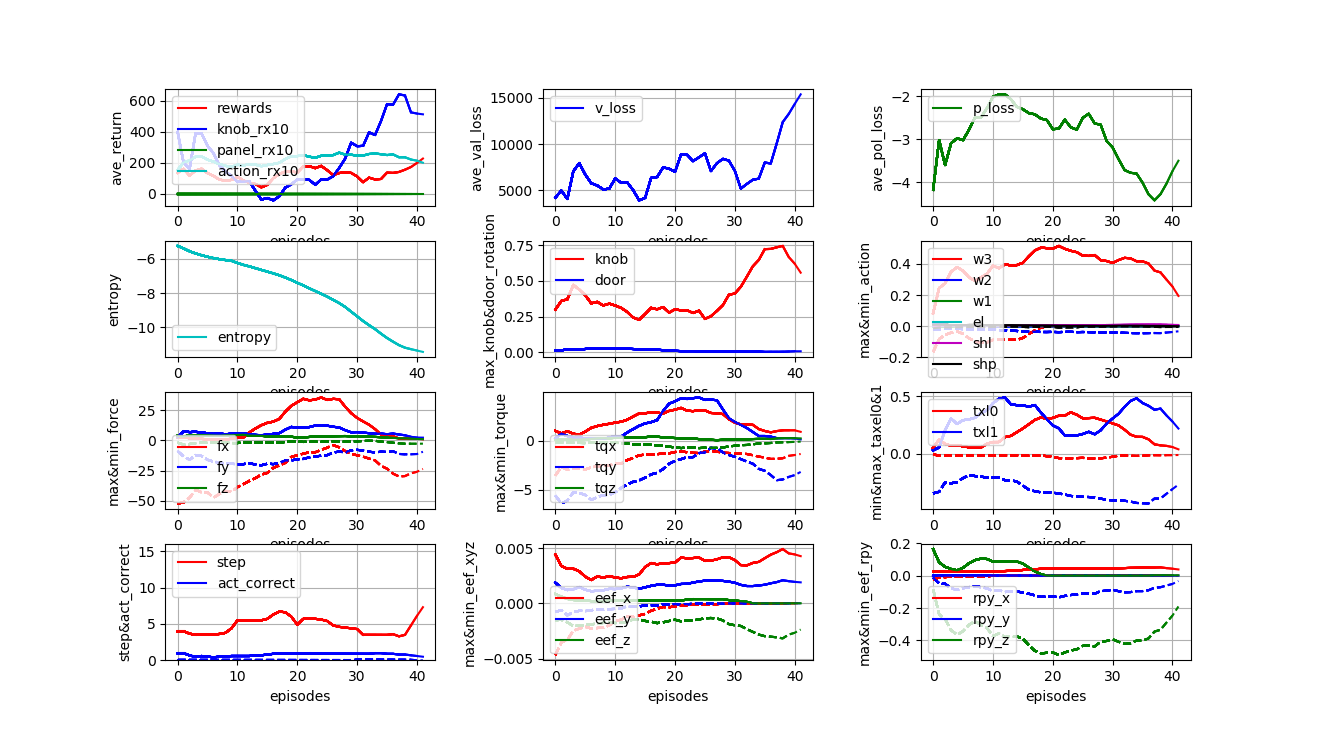 ave_return
600
400
200
0
rewards
knob_rx10
panel_rx10
action_rx10
0 10 20 30 40
episodes
ave_val_loss
15000
10000
5000
v_loss
0 10 20 30 40
ave_pol_loss
−2
−3
−4
p_loss
0 10 20 30 40
episodes
entropy
−6
−8
−10
entropy
0 10 20 30 40
episodes
max_knob&door_rotation
0.75
0.50
0.25
0.00
knob
door
0 10 20 30 40
max&min_action
0.4
0.2
0.0
−0.2
w3
w2
w1
el
shl
shp
0 10 20 30 40
episodes
max&min_force
25
0
−25
−50
fx
fy
fz
0 10 20 30 40
episodes
max&min_torque
0
−5
tqx
tqy
tqz
0 10 20 30 40
episodes
min&max_taxel0&1
0.5
0.0
txl0
txl1
0 10 20 30 40
episodes
step&act_correct
15
10
5
0
step
act_correct
0 10 20 30 40
episodes
max&min_eef_xyz
0.005
0.000
−0.005
eef_x
eef_y
eef_z
0 10 20 30 40
episodes
max&min_eef_rpy
0.2
0.0
−0.2
−0.4
rpy_x
rpy_y
rpy_z
0 10 20 30 40
episodes